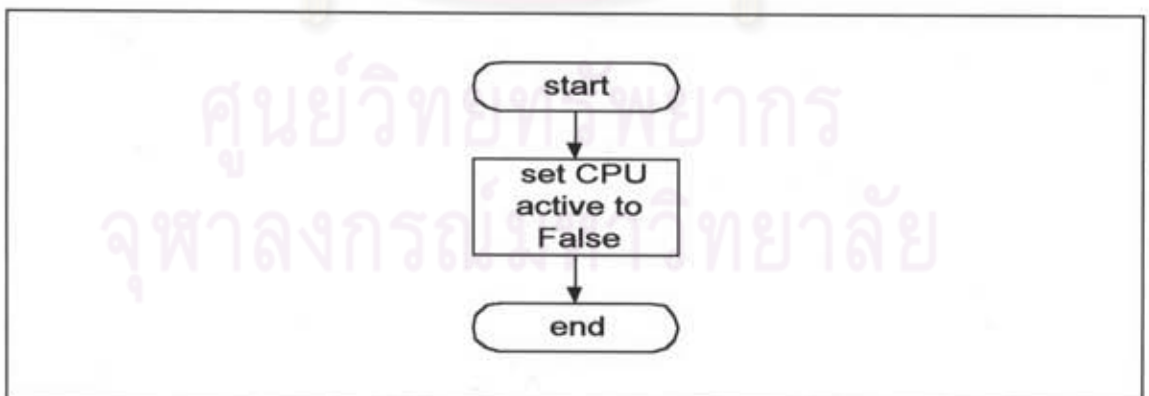 start
ศูนย์วิทยทรัพยากร
set CPU
active to
False
จุฬาลงกรณ์มหาวิทยาลัย
end